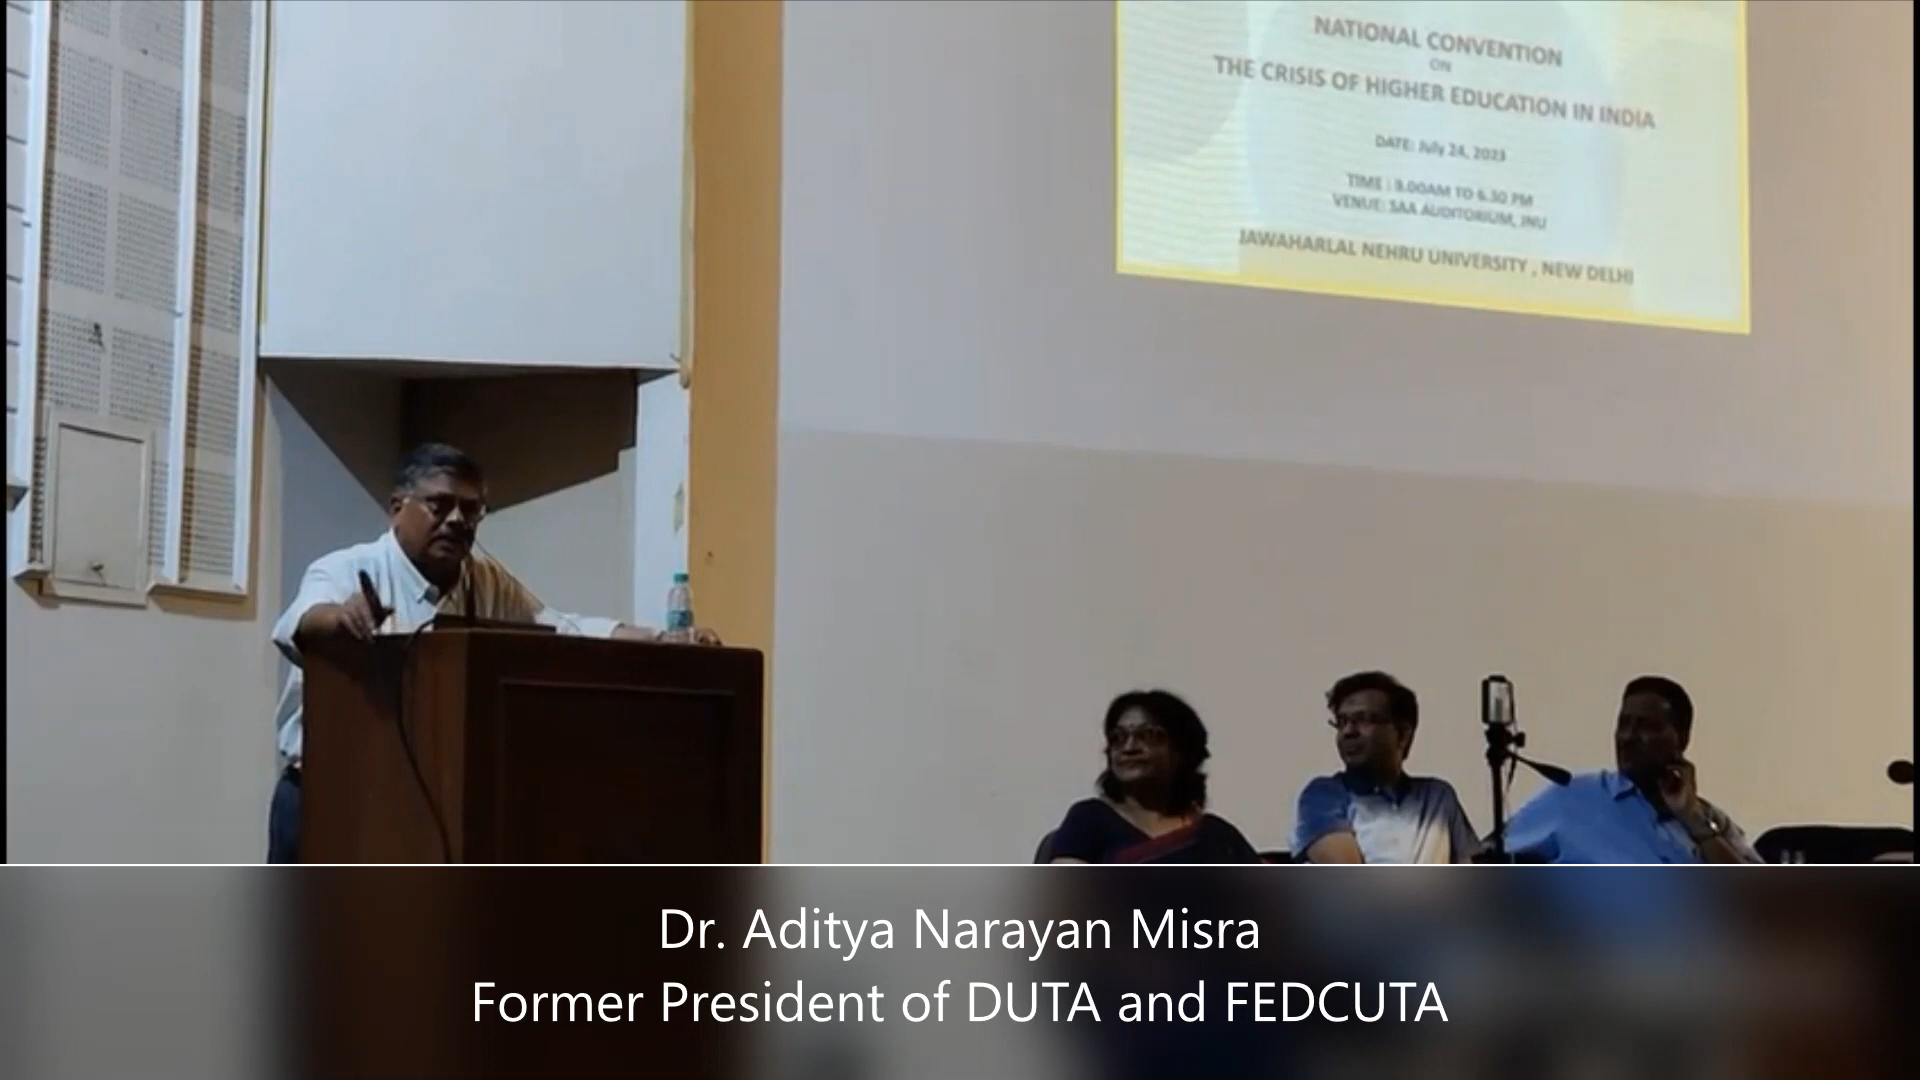 NATIONAL CONVENTION
ON
THE CRISIS OF HIGHER EDUCATION IN INDIA
DATE: July 24, 2023
TIME : 9.00AM TO 6.30 PM
VENUE: SAA AUDITORIUM, JNU
JAWAHARLAL NEHRU UNIVERSITY , NEW DELHI
Dr. Aditya Narayan Misra
Former President of DUTA and FEDCUTA